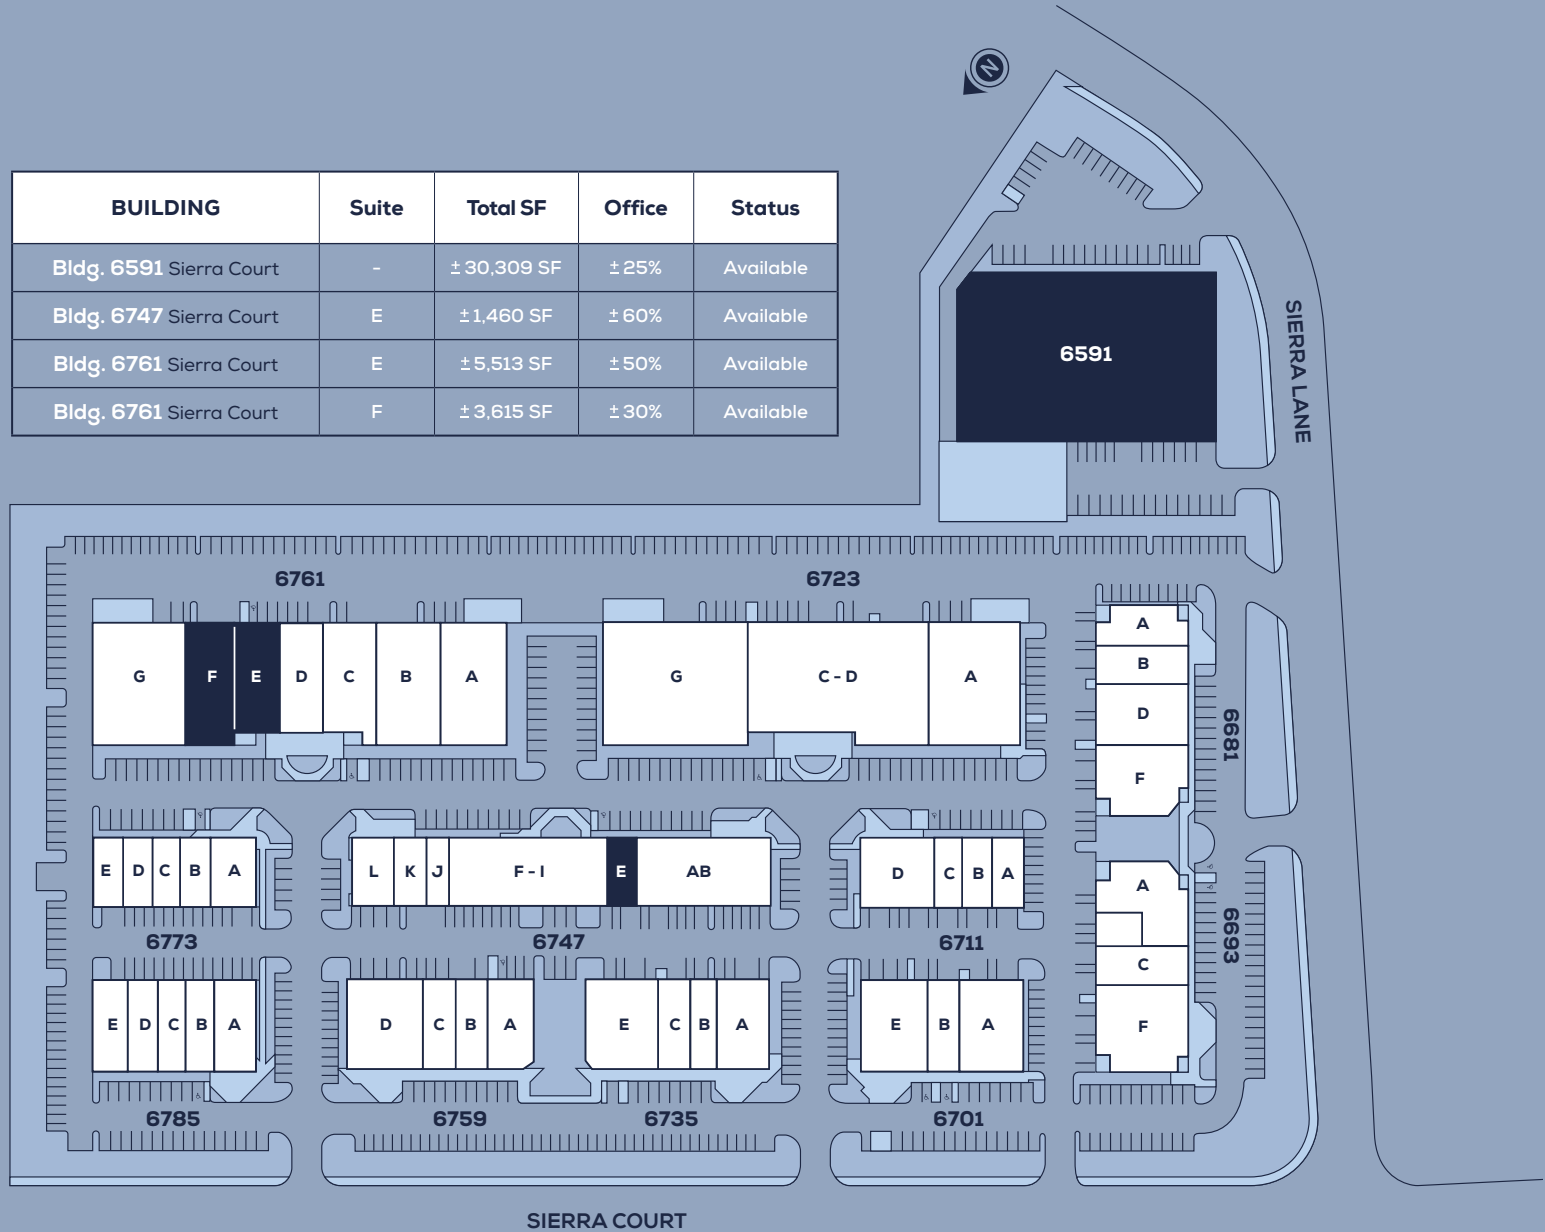 N
BUILDING Suite Total SF Office Status
Bldg. 6591 Sierra Court - ± 30,309 SF ± 25% Available
Bldg. 6747 Sierra Court E ± 1,460 SF ± 60% Available
Bldg. 6761 Sierra Court E ± 5,513 SF ± 50% Available
Bldg. 6761 Sierra Court F ± 3,615 SF ± 30% Available
6591
SIERRA LANE
6761 6723
G F E D C B A
G C - D A
A
B
D
F
6681
E D C B A
L K J F - I E AB
D C B A
A
C
F
6693
6773 6747 6711
E D C B A
D C B A
E C B A
E B A
6785 6759 6735 6701
SIERRA COURT